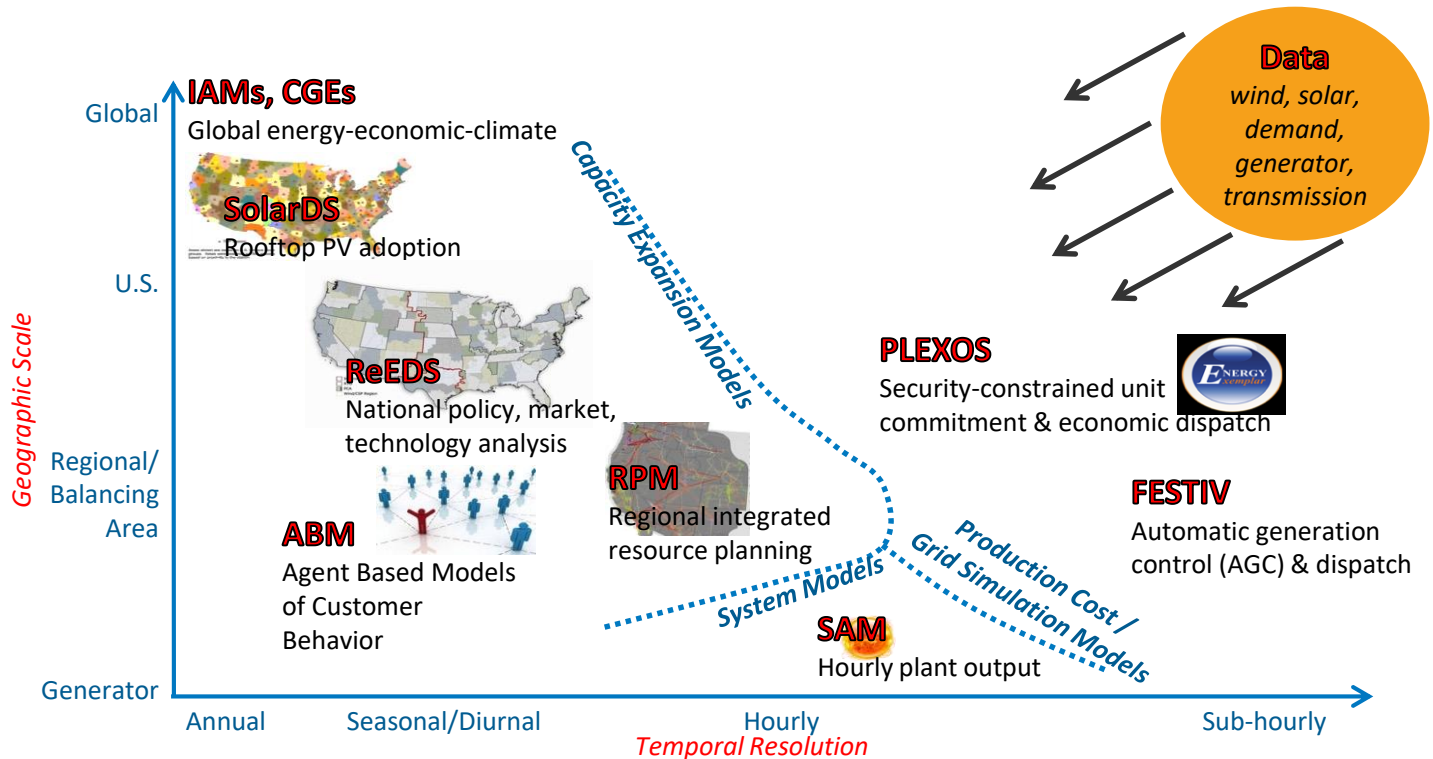 IAMs, CGEs
Global energy-economic-climate
SolarDS
Rooftop PV adoption
ReEDS
National policy, market,
technology analysis
ABM
Agent Based Models
of Customer
Behavior
RPM
Regional integrated
resource planning
Capacity Expansion Models
System Models
Production Cost /
Grid Simulation Models
SAM
Hourly plant output
PLEXOS
Security-constrained unit
commitment & economic dispatch
ENERGY
Exemplar
FESTIV
Automatic generation
control (AGC) & dispatch
Data
wind, solar,
demand,
generator,
transmission
Geographic Scale
Global
U.S.
Regional/
Balancing
Area
Generator
Annual
Seasonal/Diurnal
Hourly
Sub-hourly
Temporal Resolution